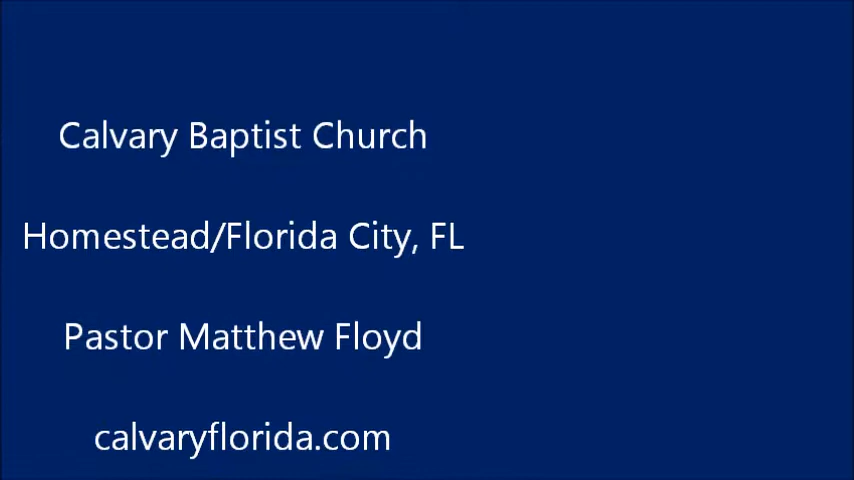 Calvary Baptist Church
Homestead/Florida City, FL
Pastor Matthew Floyd
calvaryflorida.com